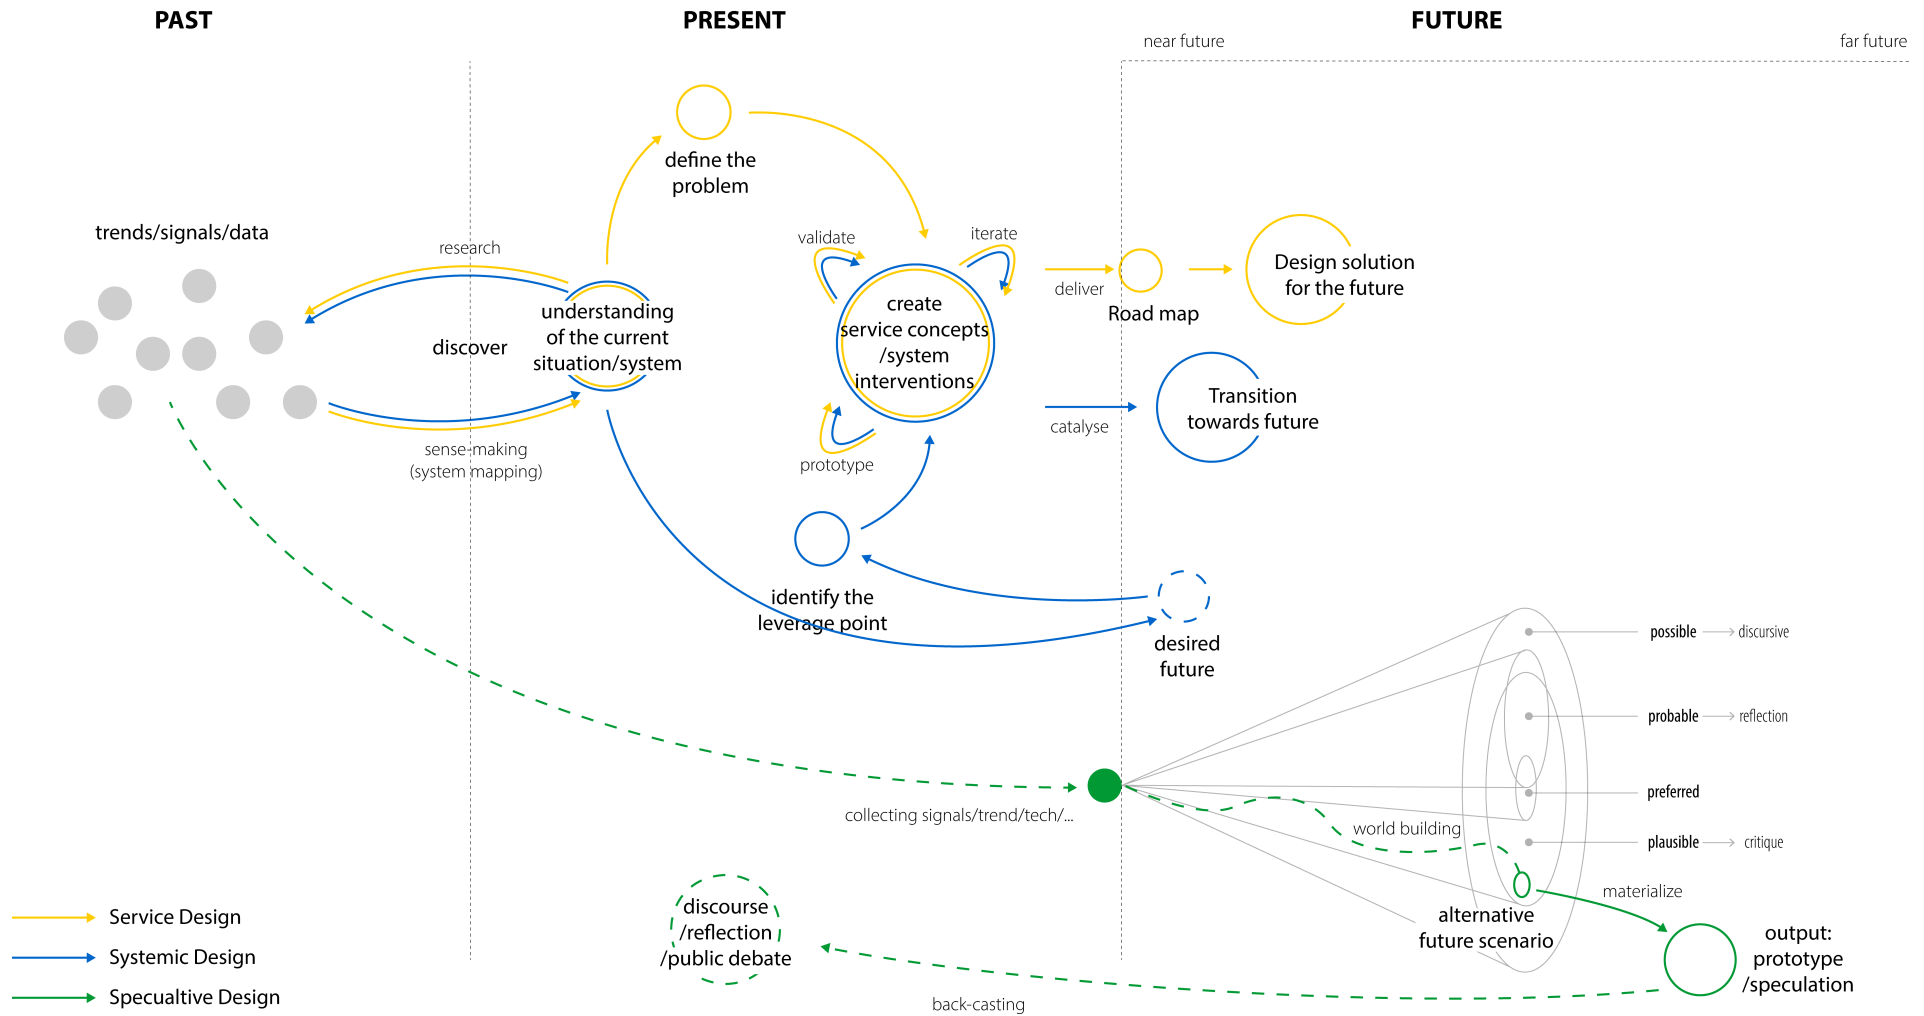 PAST
PRESENT
FUTURE
near future
far future
define the
problem
trends/signals/data
research
validate
iterate
understanding
of the current
situation/system
discover
create
service concepts
/system
interventions
deliver
Road map
Design solution
for the future
Transition
towards future
catalyse
sense-making
(system mapping)
prototype
identify the
leverage point
desired
future
possible
discursive
probable
reflection
preferred
plausible
critique
collecting signals/trend/tech/...
world building
materialize
alternative
future scenario
output:
prototype
/speculation
discourse
/reflection
/public debate
back-casting
Service Design
Systemic Design
Specualtive Design